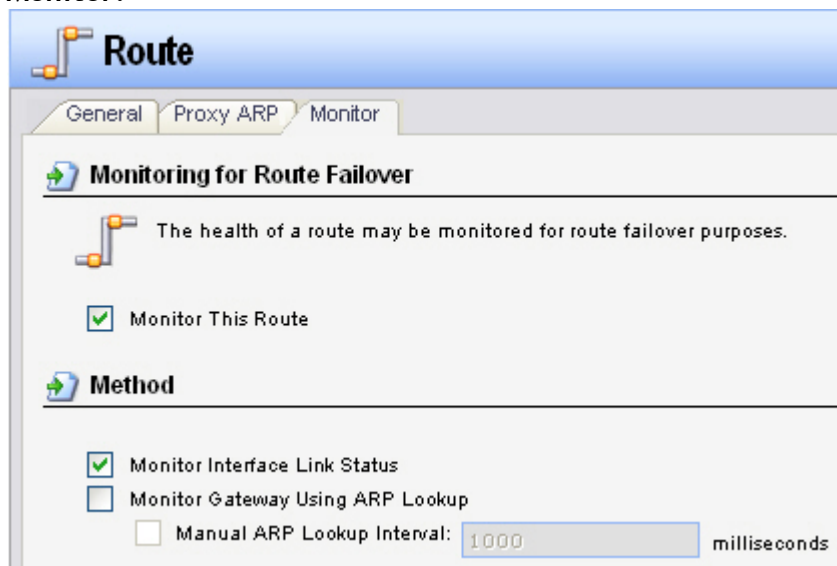 Route
General Proxy ARP Monitor
Monitoring for Route Failover
The health of a route may be monitored for route failover purposes.
Monitor This Route
Method
Monitor Interface Link Status
Monitor Gateway Using ARP Lookup
Manual ARP Lookup Interval: 1000 milliseconds